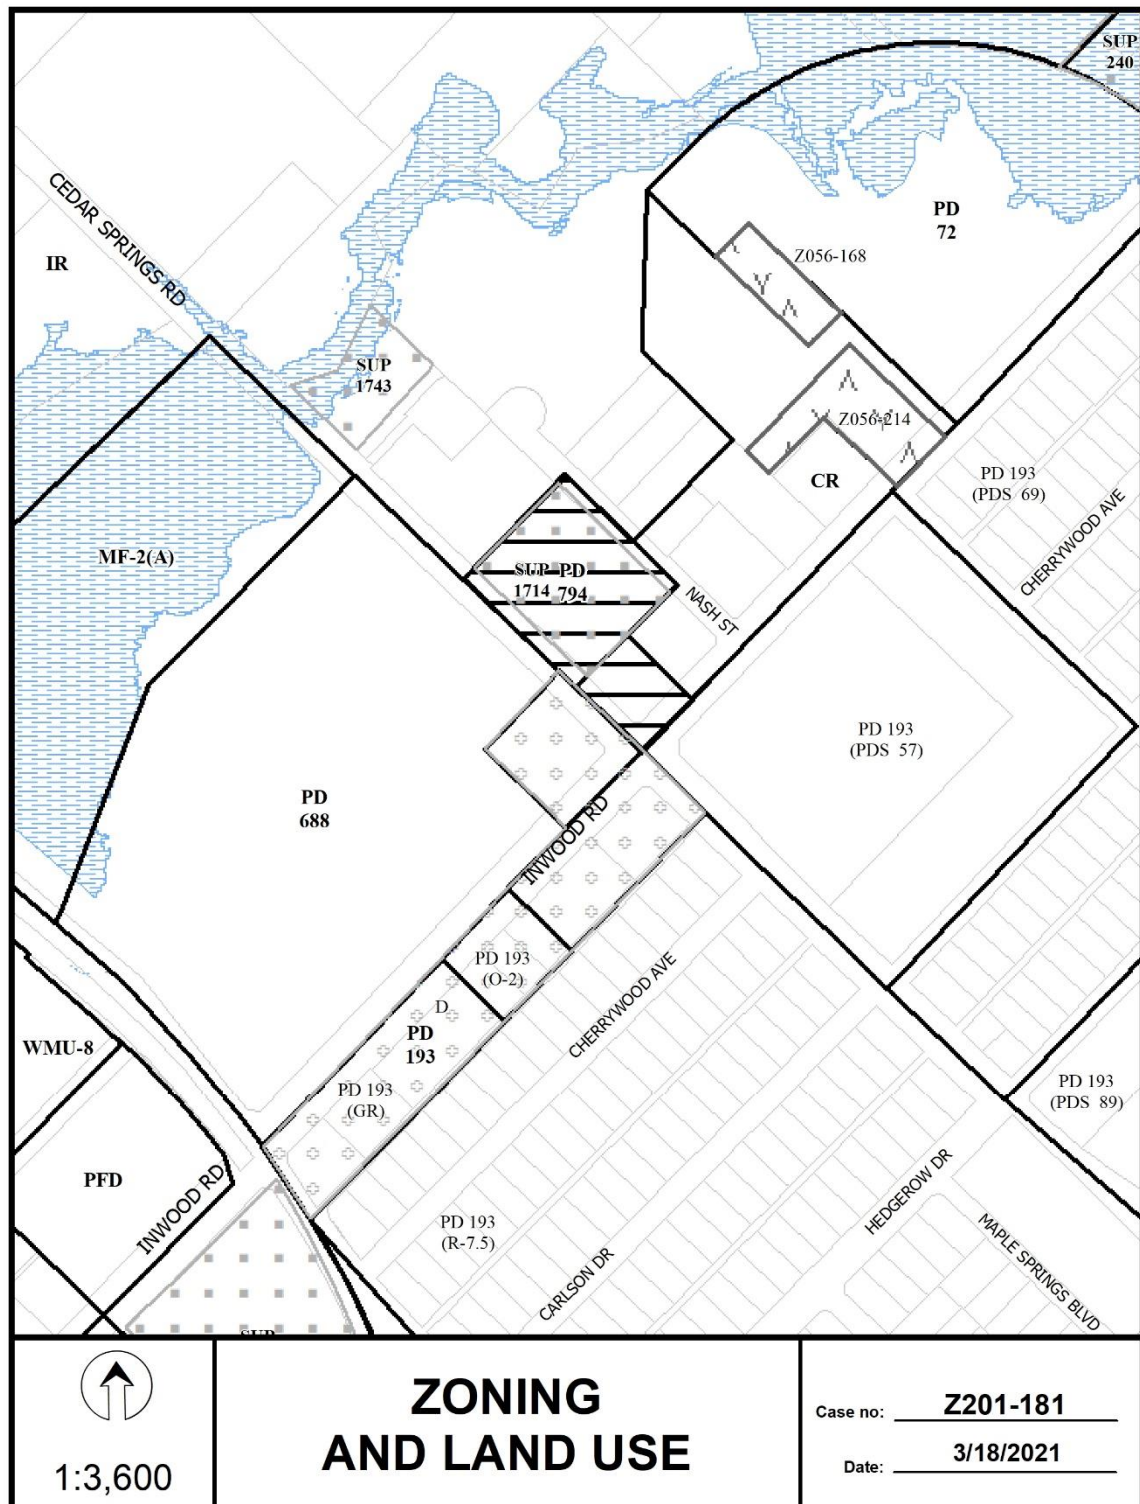 SUP
240
CEDAR SPRINGS RD
IR
PD
72
Z056-168
SUP
1743
Z056-214
CR
PD 193
(PDS 69)
CHERRYWOOD AVE
MF-2(A)
SUP PD
1714 794
NASH ST
PD 193
(PDS 57)
PD
688
INWOOD RD
PD 193
(O-2)
CHERRYWOOD AVE
D
PD
193
WMU-8
PD 193
(GR)
PD 193
(PDS 89)
PFD
INWOOD RD
PD 193
(R-7.5)
HEDGEROW DR
CARLSON DR
MAPLE SPRINGS BLVD
SUP
1:3,600
ZONING
AND LAND USE
Case no: Z201-181
Date: 3/18/2021